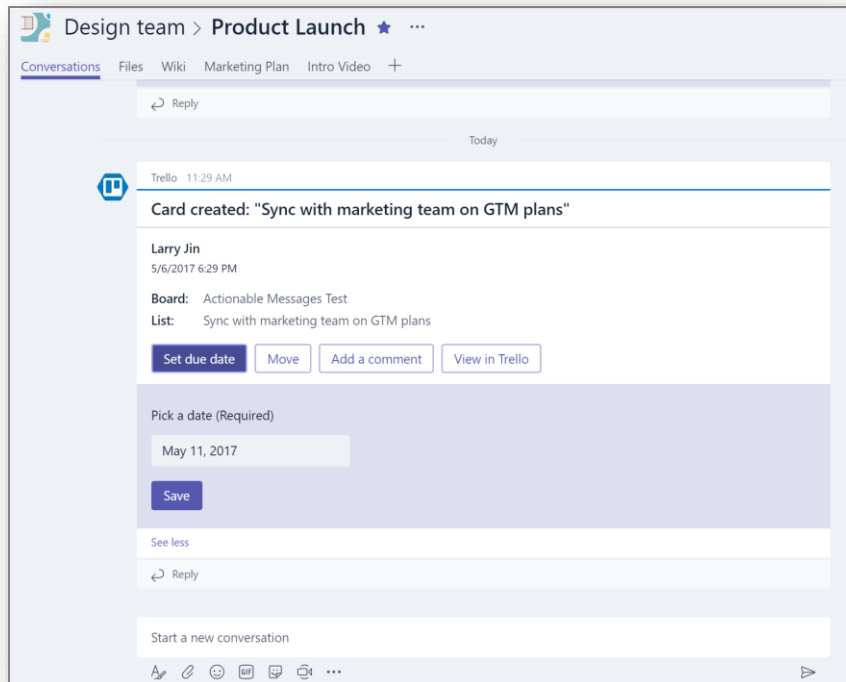 Design team > Product Launch ★ ...
Conversations Files Wiki Marketing Plan Intro Video +
Reply
Today
Trello 11:29 AM
Card created: "Sync with marketing team on GTM plans"
Larry Jin
5/6/2017 6:29 PM
Board: Actionable Messages Test
List: Sync with marketing team on GTM plans
Set due date Move Add a comment View in Trello
Pick a date (Required)
May 11, 2017
Save
See less
Reply
Start a new conversation
GIF